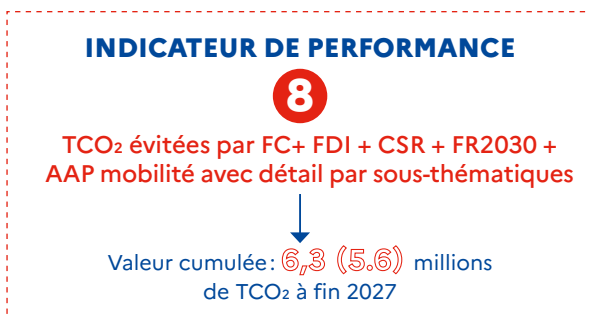 INDICATEUR DE PERFORMANCE
8
TCO₂ évitées par FC+ FDI + CSR + FR2030 +
AAP mobilité avec détail par sous-thématiques
Valeur cumulée : 6,3 (5.6) millions
de TCO₂ à fin 2027